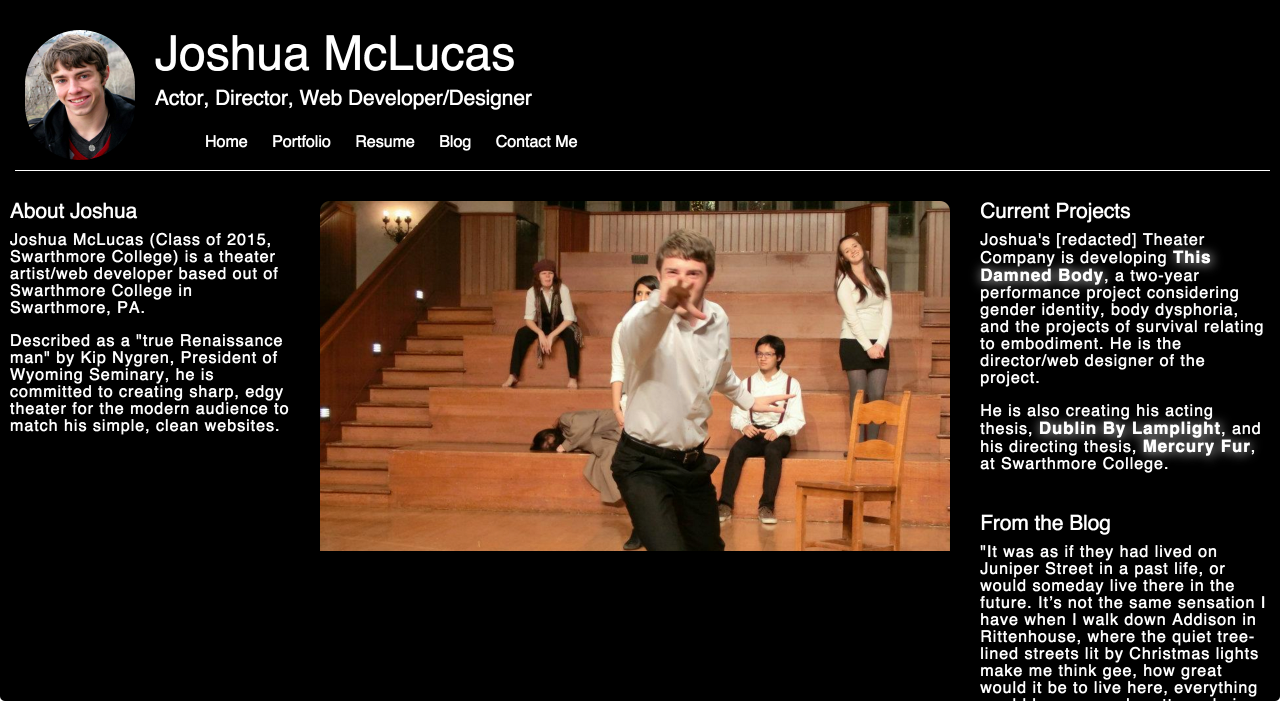 Joshua McLucas
Actor, Director, Web Developer/Designer
Home Portfolio Resume Blog Contact Me
About Joshua
Joshua McLucas (Class of 2015,
Swarthmore College) is a theater
artist/web developer based out of
Swarthmore College in
Swarthmore, PA.
Described as a "true Renaissance
man" by Kip Nygren, President of
Wyoming Seminary, he is
committed to creating sharp, edgy
theater for the modern audience to
match his simple, clean websites.
Current Projects
Joshua's [redacted] Theater
Company is developing This
Damned Body, a two-year
performance project considering
gender identity, body dysphoria,
and the projects of survival relating
to embodiment. He is the
director/web designer of the
project.
He is also creating his acting
thesis, Dublin By Lamplight, and
his directing thesis, Mercury Fur,
at Swarthmore College.
From the Blog
"It was as if they had lived on
Juniper Street in a past life, or
would someday live there in the
future. It’s not the same sensation I
have when I walk down Addison in
Rittenhouse, where the quiet tree-
lined streets lit by Christmas lights
make me think gee, how great
would it be to live here, everything